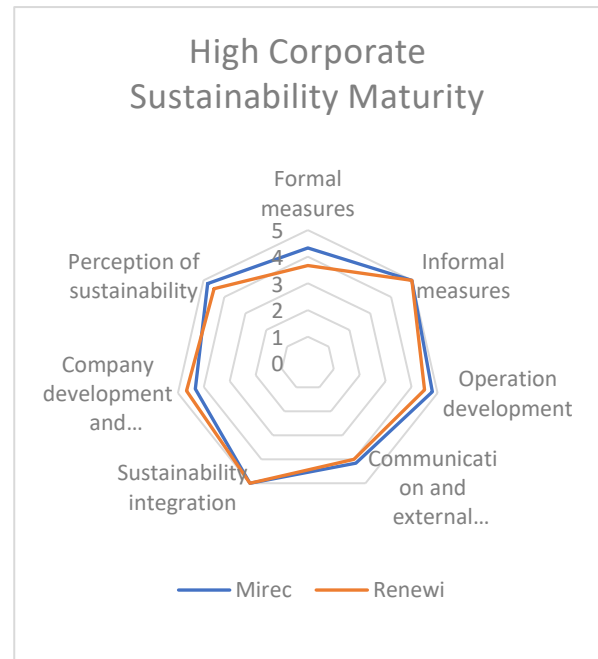 High Corporate
Sustainability Maturity
Formal
measures
5
4
3
2
1
0
Informal
measures
Operation
development
Communicati
on and
external...
Sustainability
integration
Company
development
and...
Perception of
sustainability
Mirec
Renewi